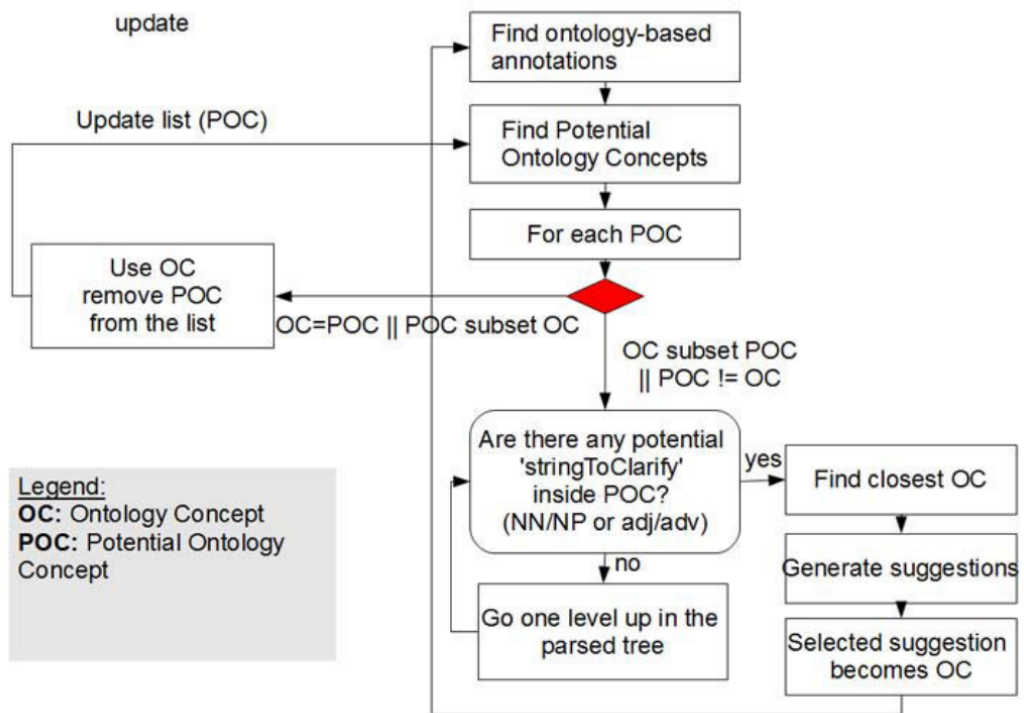 update
Find ontology-based
annotations
Update list (POC)
Find Potential
Ontology Concepts
For each POC
Use OC
remove POC
from the list
OC=POC || POC subset OC
OC subset POC
|| POC != OC
Are there any potential
'stringToClarify'
inside POC?
(NN/NP or adj/adv)
yes
Find closest OC
no
Generate suggestions
Go one level up in the
parsed tree
Selected suggestion
becomes OC
Legend:
OC: Ontology Concept
POC: Potential Ontology
Concept